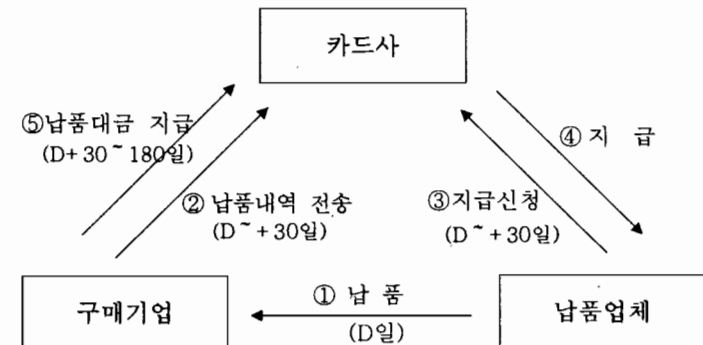 카드사
⑤납품대금 지급
(D+30~180일)
④ 지 급
② 납품내역 전송
(D~+30일)
③지급신청
(D~+30일)
구매기업
① 납 품
(D일)
납품업체